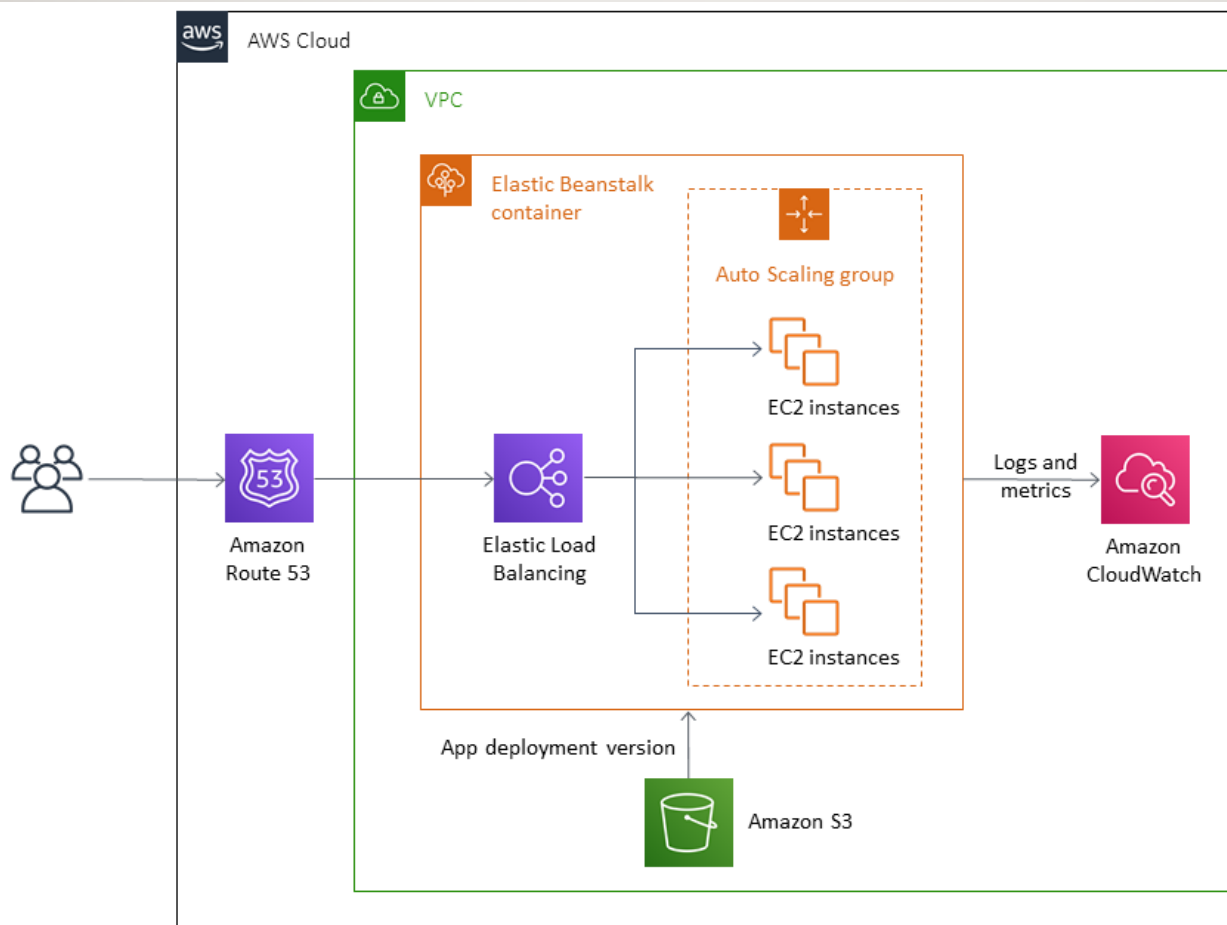 aws
AWS Cloud
VPC
Elastic Beanstalk
container
Auto Scaling group
EC2 instances
53
Amazon
Route 53
Elastic Load
Balancing
EC2 instances
Logs and
metrics
Amazon
CloudWatch
EC2 instances
App deployment version
Amazon S3